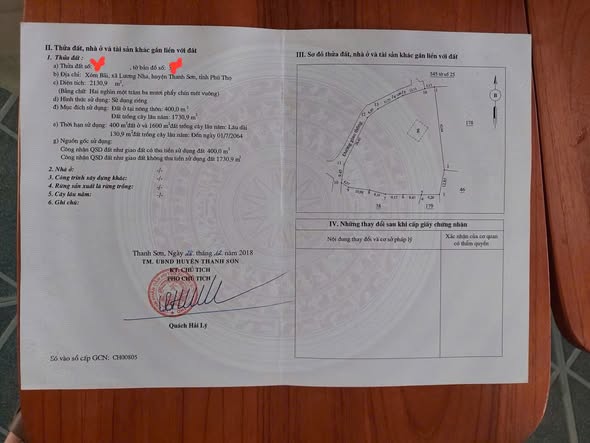 II. Thửa đất, nhà ở và tài sản khác gắn liền với đất
1. Thửa đất :
a) Thửa đất số: , tờ bản đồ số:
b) Địa chỉ: Xóm Bãi, xã Lương Nha, huyện Thanh Sơn, tỉnh Phú Thọ
c) Diện tích: 2130,9 m²,
(Bằng chữ: Hai nghìn một trăm ba mươi phẩy chín mét vuông)
d) Hình thức sử dụng: Sử dụng riêng
đ) Mục đích sử dụng: Đất ở tại nông thôn: 400,0 m²
Đất trồng cây lâu năm: 1730,9 m²
e) Thời hạn sử dụng: 400 m² đất ở và 1600 m² đất trồng cây lâu năm: Lâu dài
130,9 m² đất trồng cây lâu năm: Đến ngày 01/7/2064
g) Nguồn gốc sử dụng:
Công nhận QSD đất như giao đất có thu tiền sử dụng đất 400,0 m²
Công nhận QSD đất như giao đất không thu tiền sử dụng đất 1730,9 m²
2. Nhà ở: -/-
3. Công trình xây dựng khác: -/-
4. Rừng sản xuất là rừng trồng: -/-
5. Cây lâu năm: -/-
6. Ghi chú:
Thanh Sơn, Ngày tháng 12 năm 2018
TM. UBND HUYỆN THANH SƠN
KT. CHỦ TỊCH
PHÓ CHỦ TỊCH
Quách Hải Lý
Số vào sổ cấp GCN: CH00805
III. Sơ đồ thửa đất, nhà ở và tài sản khác gắn liền với đất
Sơ tờ 25
B
178
46
179
IV. Những thay đổi sau khi cấp giấy chứng nhận
Nội dung thay đổi và cơ sở pháp lý
Xác nhận của cơ quan
có thẩm quyền